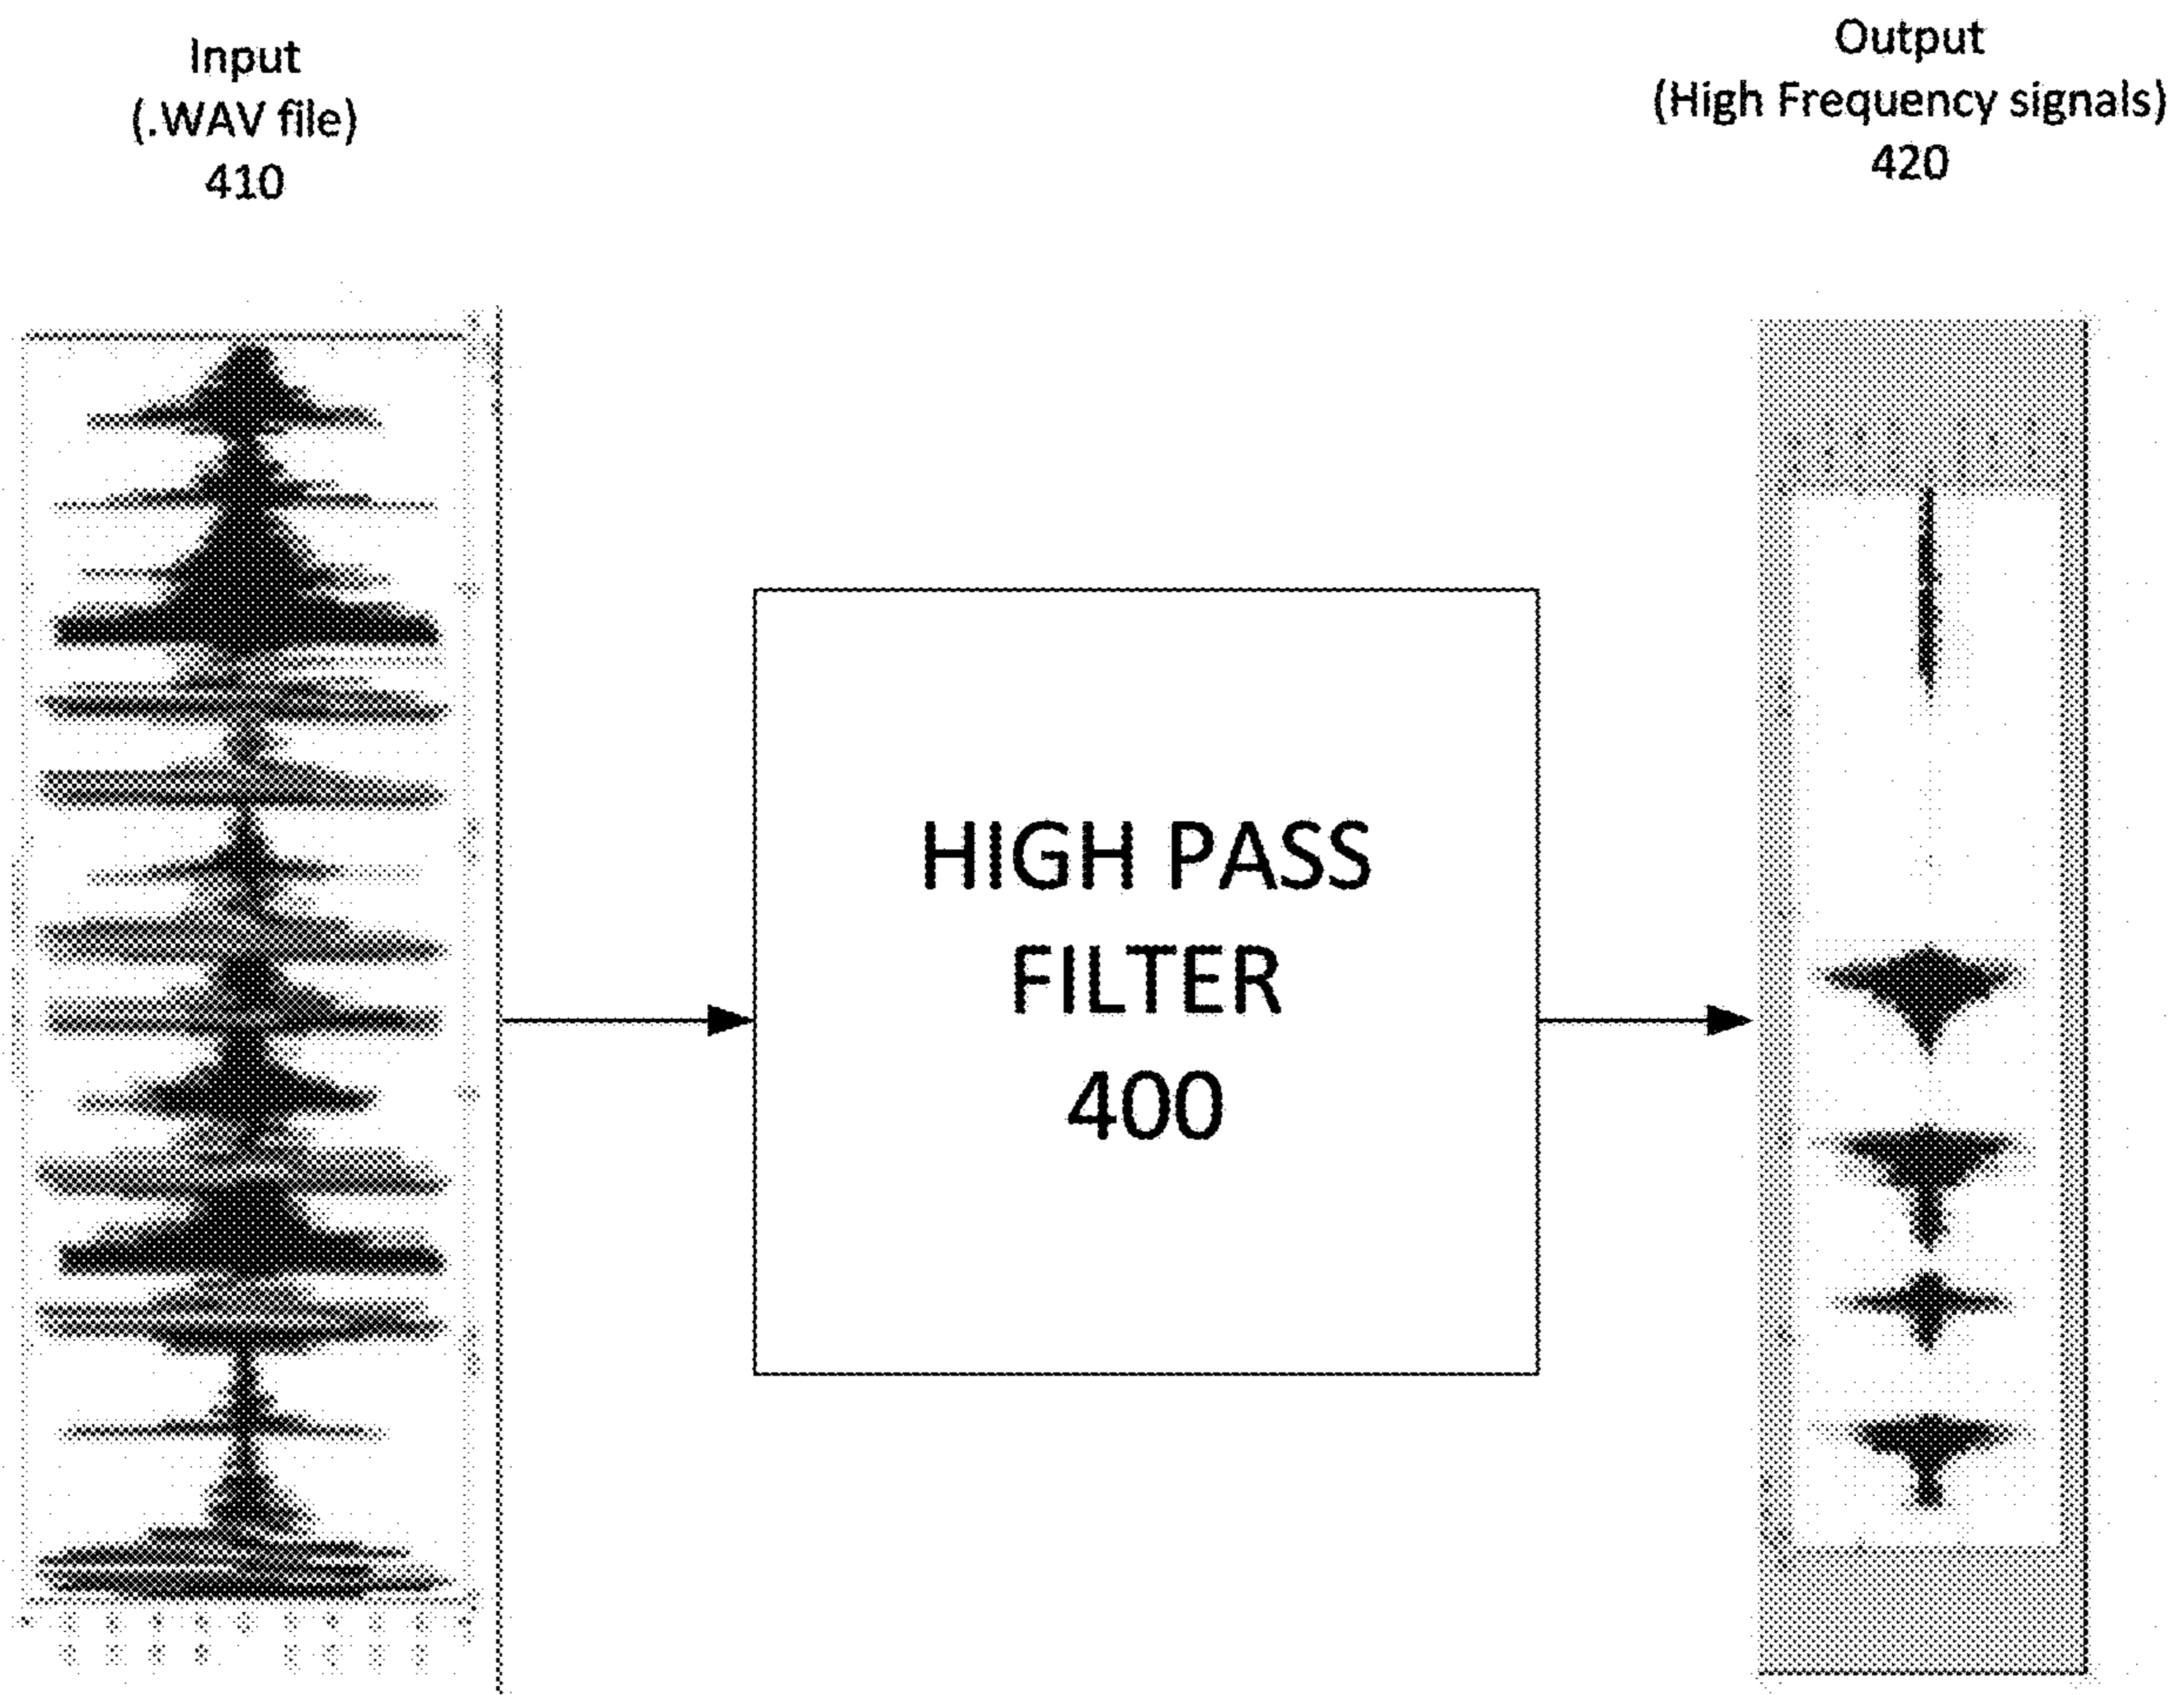 Input
(.WAV file)
410
Output
(High Frequency signals)
420
HIGH PASS
FILTER
400